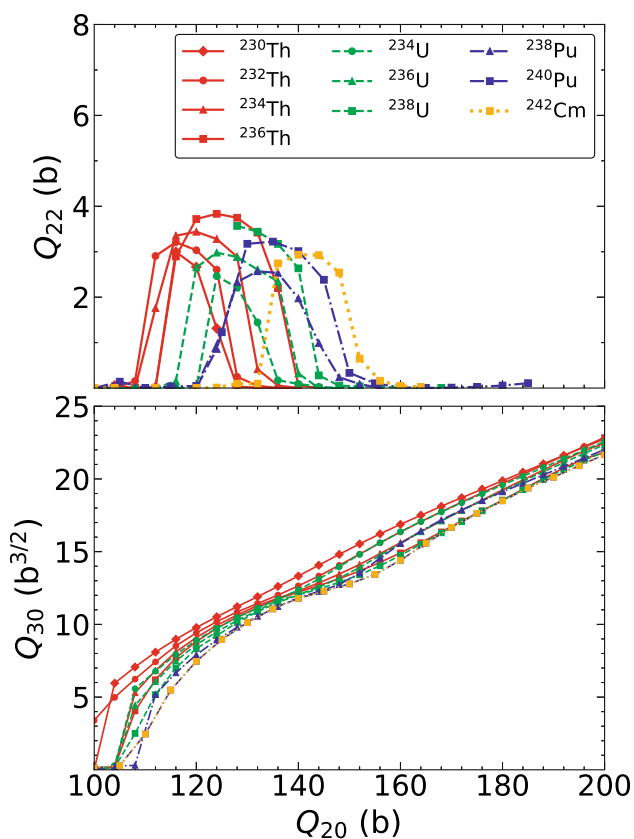 8
6
4
2
Q₂₂ (b)
²³⁰Th ²³⁴U ²³⁸Pu
²³²Th ²³⁶U ²⁴⁰Pu
²³⁴Th ²³⁸U ²⁴²Cm
²³⁶Th
25
20
15
10
5
Q₃₀ (b³/²)
100 120 140 160 180 200
Q₂₀ (b)